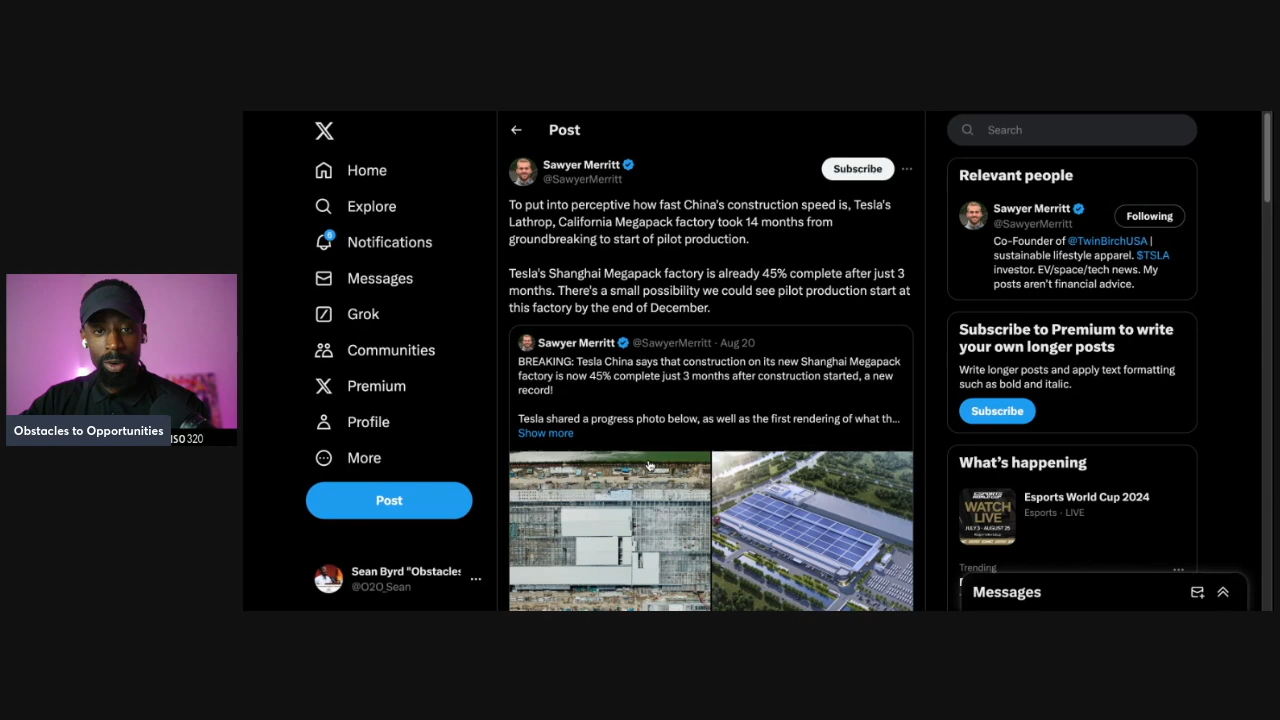 Obstacles to Opportunities
ISO 320
Home
Explore
6
Notifications
Messages
Grok
Communities
Premium
Profile
More
Post
Sean Byrd "Obstacles
@O2O_Sean
Post
Sawyer Merritt
@SawyerMerritt
Subscribe
To put into perceptive how fast China's construction speed is, Tesla's
Lathrop, California Megapack factory took 14 months from
groundbreaking to start of pilot production.
Tesla's Shanghai Megapack factory is already 45% complete after just 3
months. There's a small possibility we could see pilot production start at
this factory by the end of December.
Sawyer Merritt @SawyerMerritt · Aug 20
BREAKING: Tesla China says that construction on its new Shanghai Megapack
factory is now 45% complete just 3 months after construction started, a new
record!
Tesla shared a progress photo below, as well as the first rendering of what th...
Show more
Search
Relevant people
Sawyer Merritt
@SawyerMerritt
Following
Co-Founder of @TwinBirchUSA |
sustainable lifestyle apparel. $TSLA
investor. EV/space/tech news. My
posts aren't financial advice.
Subscribe to Premium to write
your own longer posts
Write longer posts and apply text formatting
such as bold and italic.
Subscribe
What's happening
WATCH
LIVE
JULY 3 - AUGUST 25
Esports World Cup 2024
Esports · LIVE
Trending
Messages